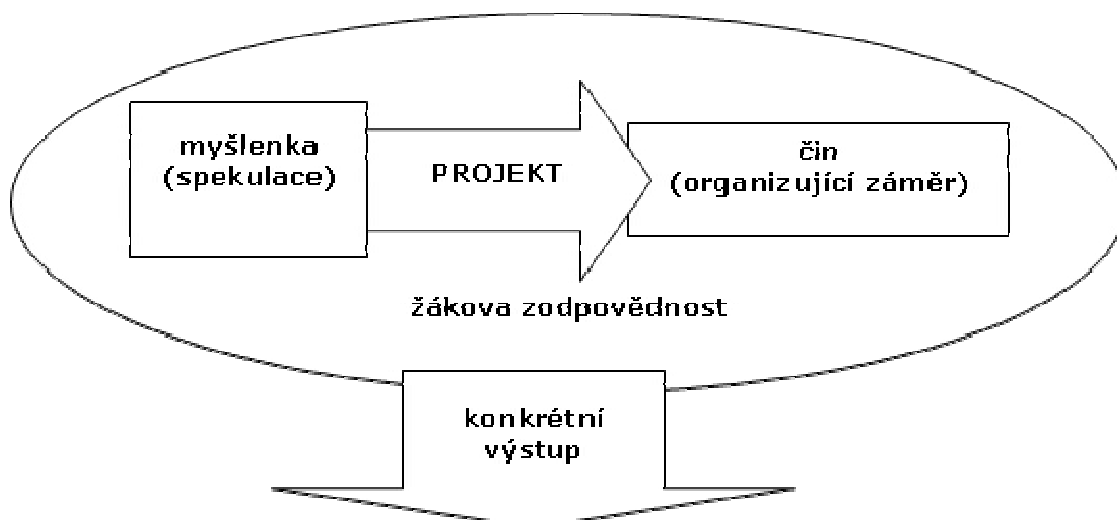 myšlenka
(spekulace)
PROJEKT
čin
(organizující záměr)
žákova zodpovědnost
konkrétní
výstup